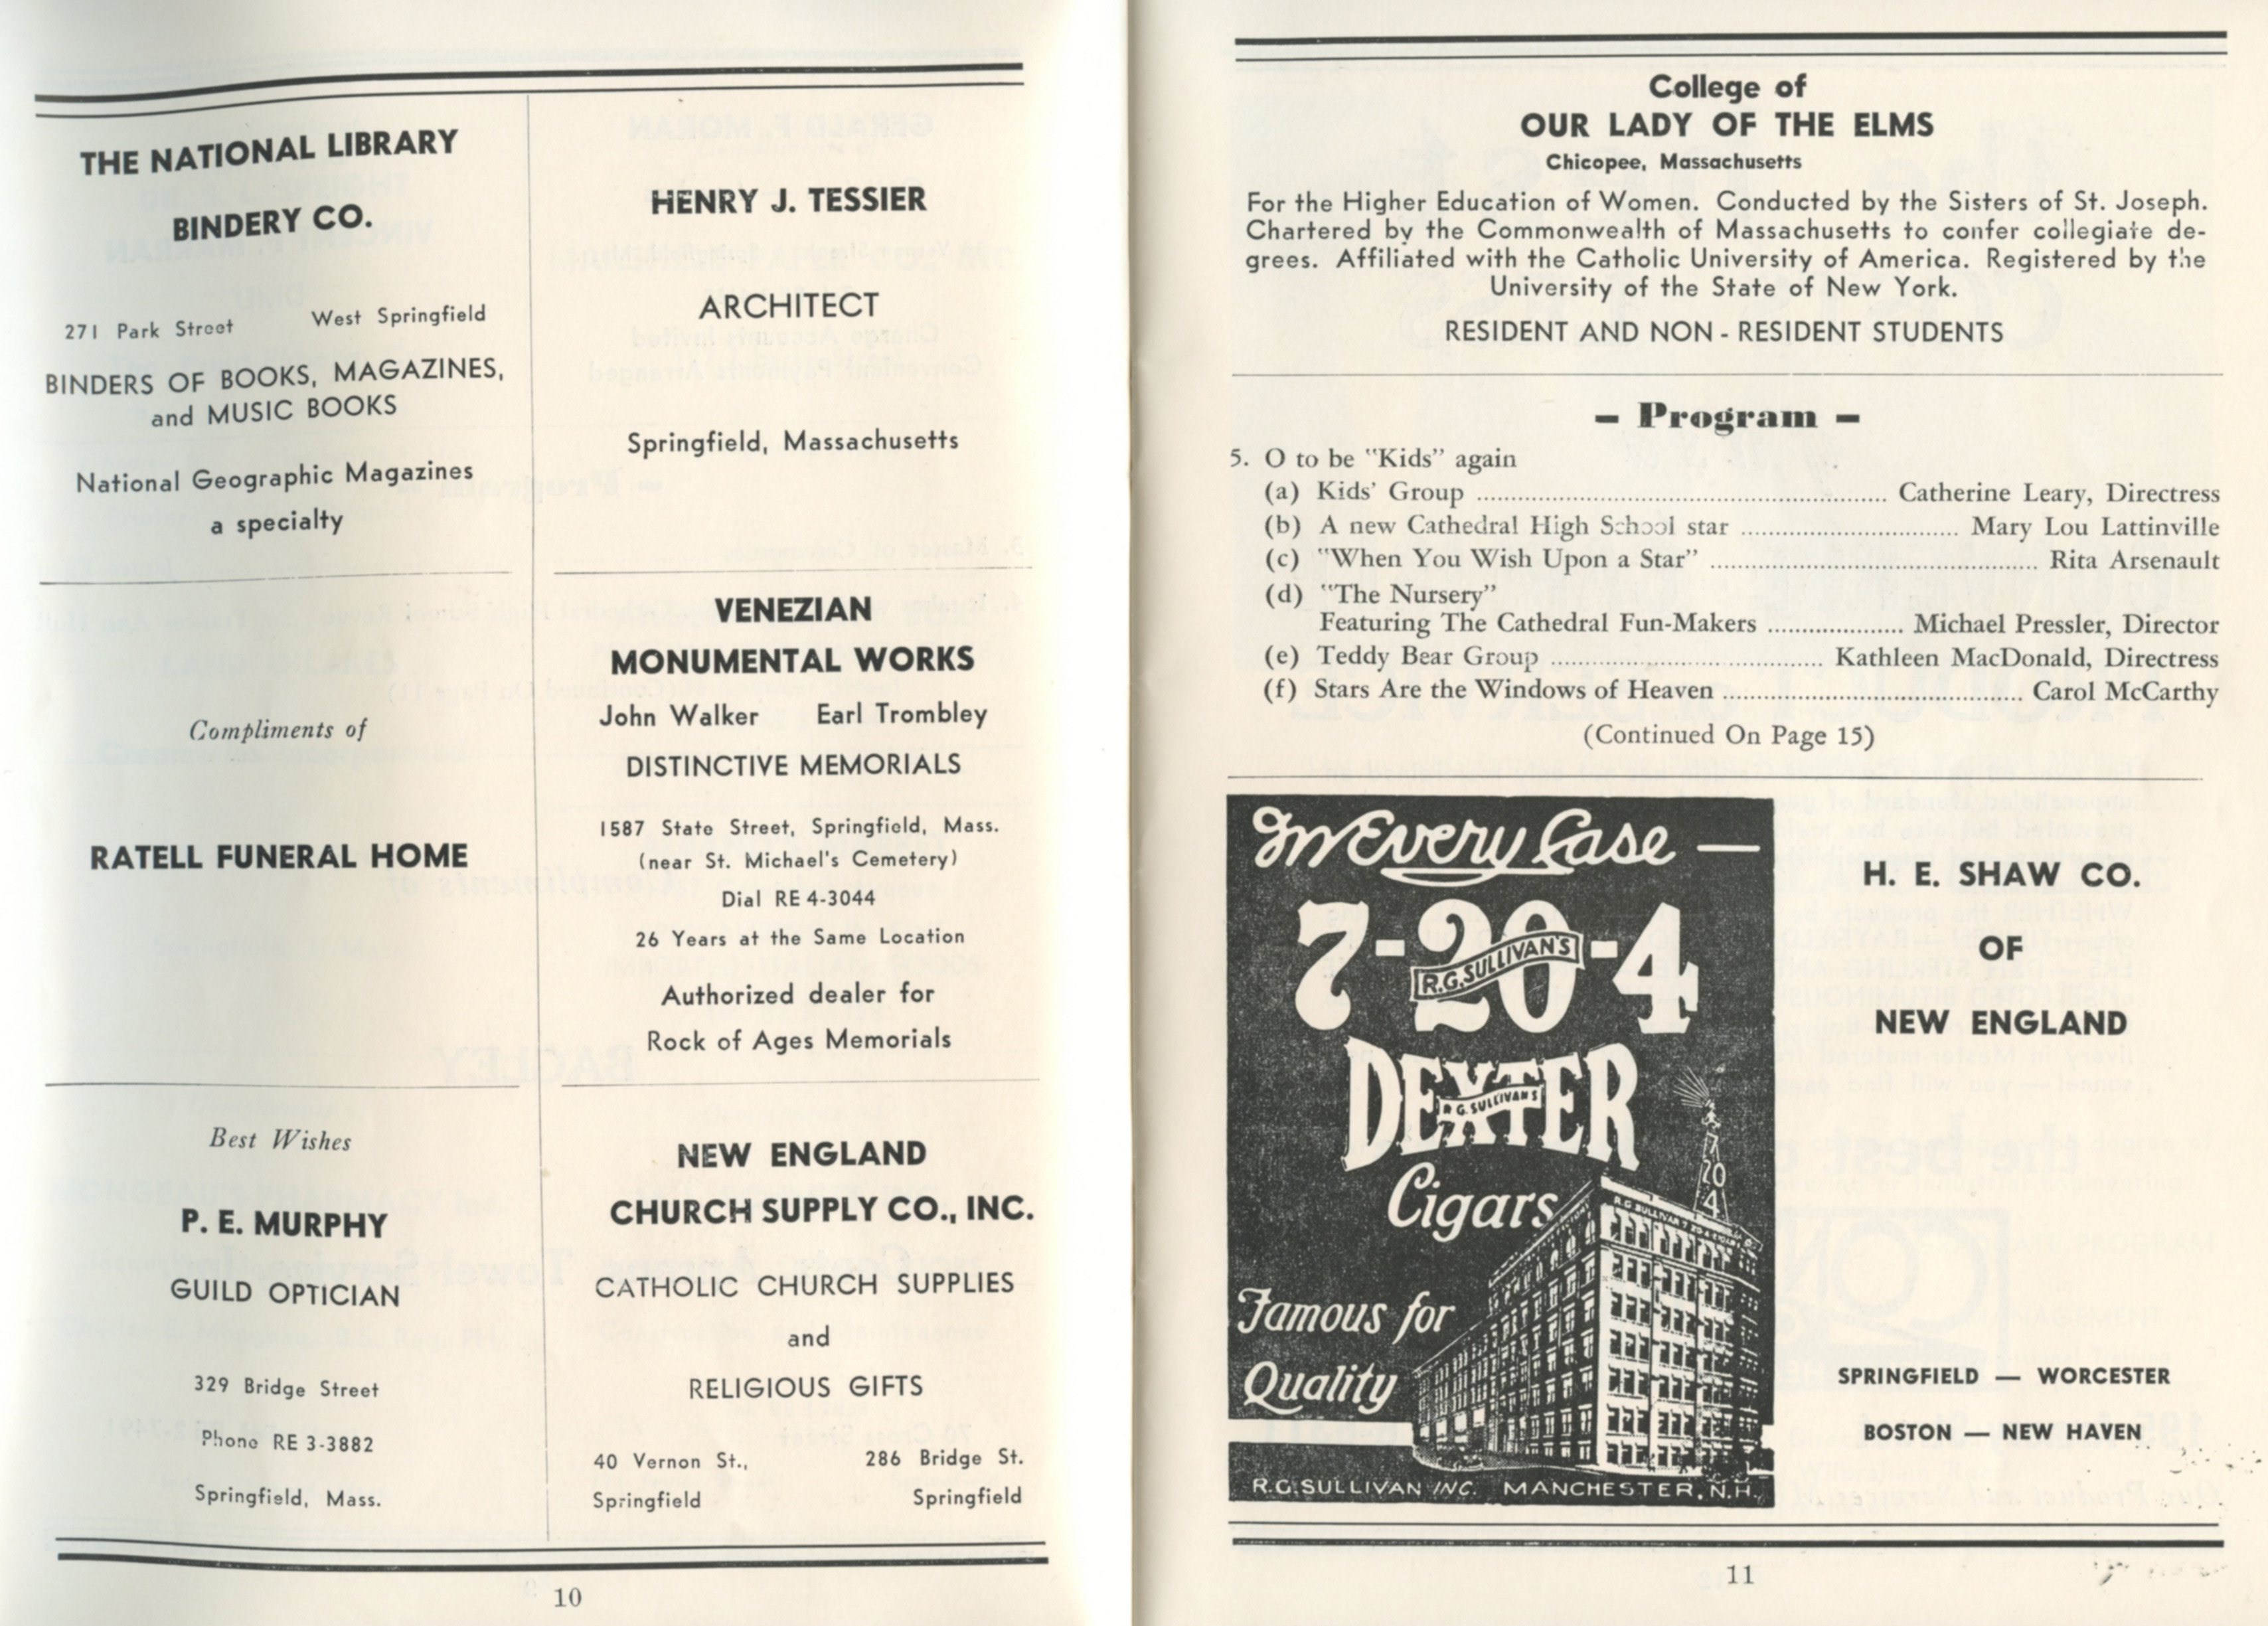 THE NATIONAL LIBRARY
BINDERY CO.
271 Park Street West Springfield
BINDERS OF BOOKS, MAGAZINES,
and MUSIC BOOKS
National Geographic Magazines
a specialty
Compliments of
RATELL FUNERAL HOME
Best Wishes
P. E. MURPHY
GUILD OPTICIAN
329 Bridge Street
Phone RE 3-3882
Springfield, Mass.
HENRY J. TESSIER
ARCHITECT
Springfield, Massachusetts
VENEZIAN
MONUMENTAL WORKS
John Walker Earl Trombley
DISTINCTIVE MEMORIALS
1587 State Street, Springfield, Mass.
(near St. Michael's Cemetery)
Dial RE 4-3044
26 Years at the Same Location
Authorized dealer for
Rock of Ages Memorials
NEW ENGLAND
CHURCH SUPPLY CO., INC.
CATHOLIC CHURCH SUPPLIES
and
RELIGIOUS GIFTS
40 Vernon St., 286 Bridge St.
Springfield Springfield
10
College of
OUR LADY OF THE ELMS
Chicopee, Massachusetts
For the Higher Education of Women. Conducted by the Sisters of St. Joseph.
Chartered by the Commonwealth of Massachusetts to confer collegiate de-
grees. Affiliated with the Catholic University of America. Registered by the
University of the State of New York.
RESIDENT AND NON - RESIDENT STUDENTS
– Program –
5. O to be "Kids" again
(a) Kids' Group ........................ Catherine Leary, Directress
(b) A new Cathedral High School star ........................ Mary Lou Lattinville
(c) "When You Wish Upon a Star" ........................ Rita Arsenault
(d) "The Nursery"
Featuring The Cathedral Fun-Makers ........................ Michael Pressler, Director
(e) Teddy Bear Group ........................ Kathleen MacDonald, Directress
(f) Stars Are the Windows of Heaven ........................ Carol McCarthy
(Continued On Page 15)
In Every Case —
7-20-4
R.G. SULLIVAN'S
DEXTER
R G. SULLIVAN'S
Cigars
7
20
4
Famous for
Quality
R.G. SULLIVAN INC. MANCHESTER, N.H.
H. E. SHAW CO.
OF
NEW ENGLAND
SPRINGFIELD — WORCESTER
BOSTON — NEW HAVEN
11